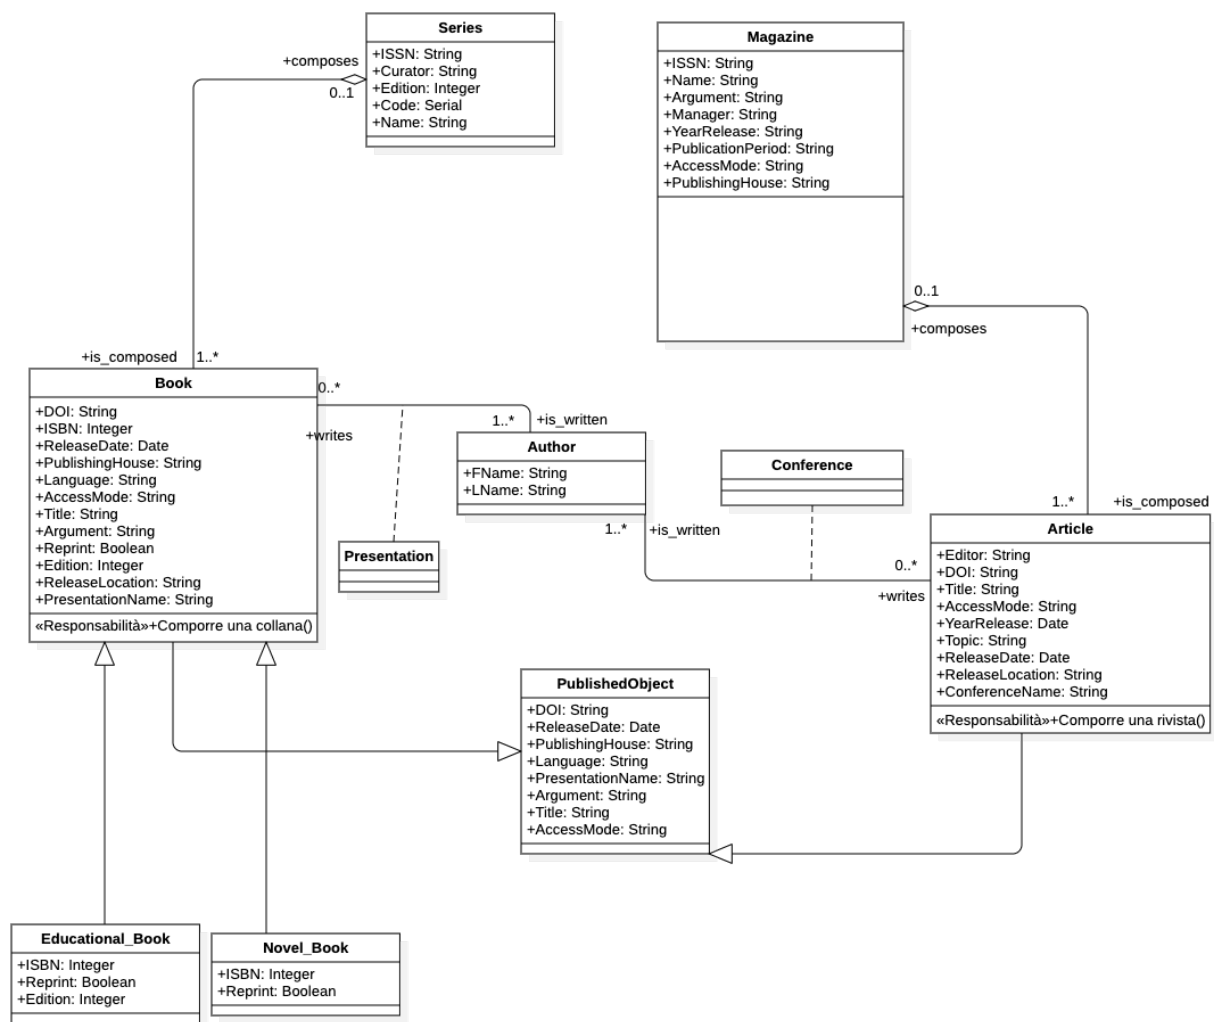 Series
+ISSN: String
+Curator: String
+Edition: Integer
+Code: Serial
+Name: String
+composes
0..1
Magazine
+ISSN: String
+Name: String
+Argument: String
+Manager: String
+YearRelease: String
+PublicationPeriod: String
+AccessMode: String
+PublishingHouse: String
0..1
+composes
+is_composed
1..*
Book
+DOI: String
+ISBN: Integer
+ReleaseDate: Date
+PublishingHouse: String
+Language: String
+AccessMode: String
+Title: String
+Argument: String
+Reprint: Boolean
+Edition: Integer
+ReleaseLocation: String
+PresentationName: String
«Responsabilità»+Comporre una collana()
0..*
+writes
1..*
+is_written
Author
+FName: String
+LName: String
1..*
+is_written
Presentation
Conference
1..*
+is_composed
0..*
+writes
Article
+Editor: String
+DOI: String
+Title: String
+AccessMode: String
+YearRelease: Date
+Topic: String
+ReleaseDate: Date
+ReleaseLocation: String
+ConferenceName: String
«Responsabilità»+Comporre una rivista()
PublishedObject
+DOI: String
+ReleaseDate: Date
+PublishingHouse: String
+Language: String
+PresentationName: String
+Argument: String
+Title: String
+AccessMode: String
Educational_Book
+ISBN: Integer
+Reprint: Boolean
+Edition: Integer
Novel_Book
+ISBN: Integer
+Reprint: Boolean